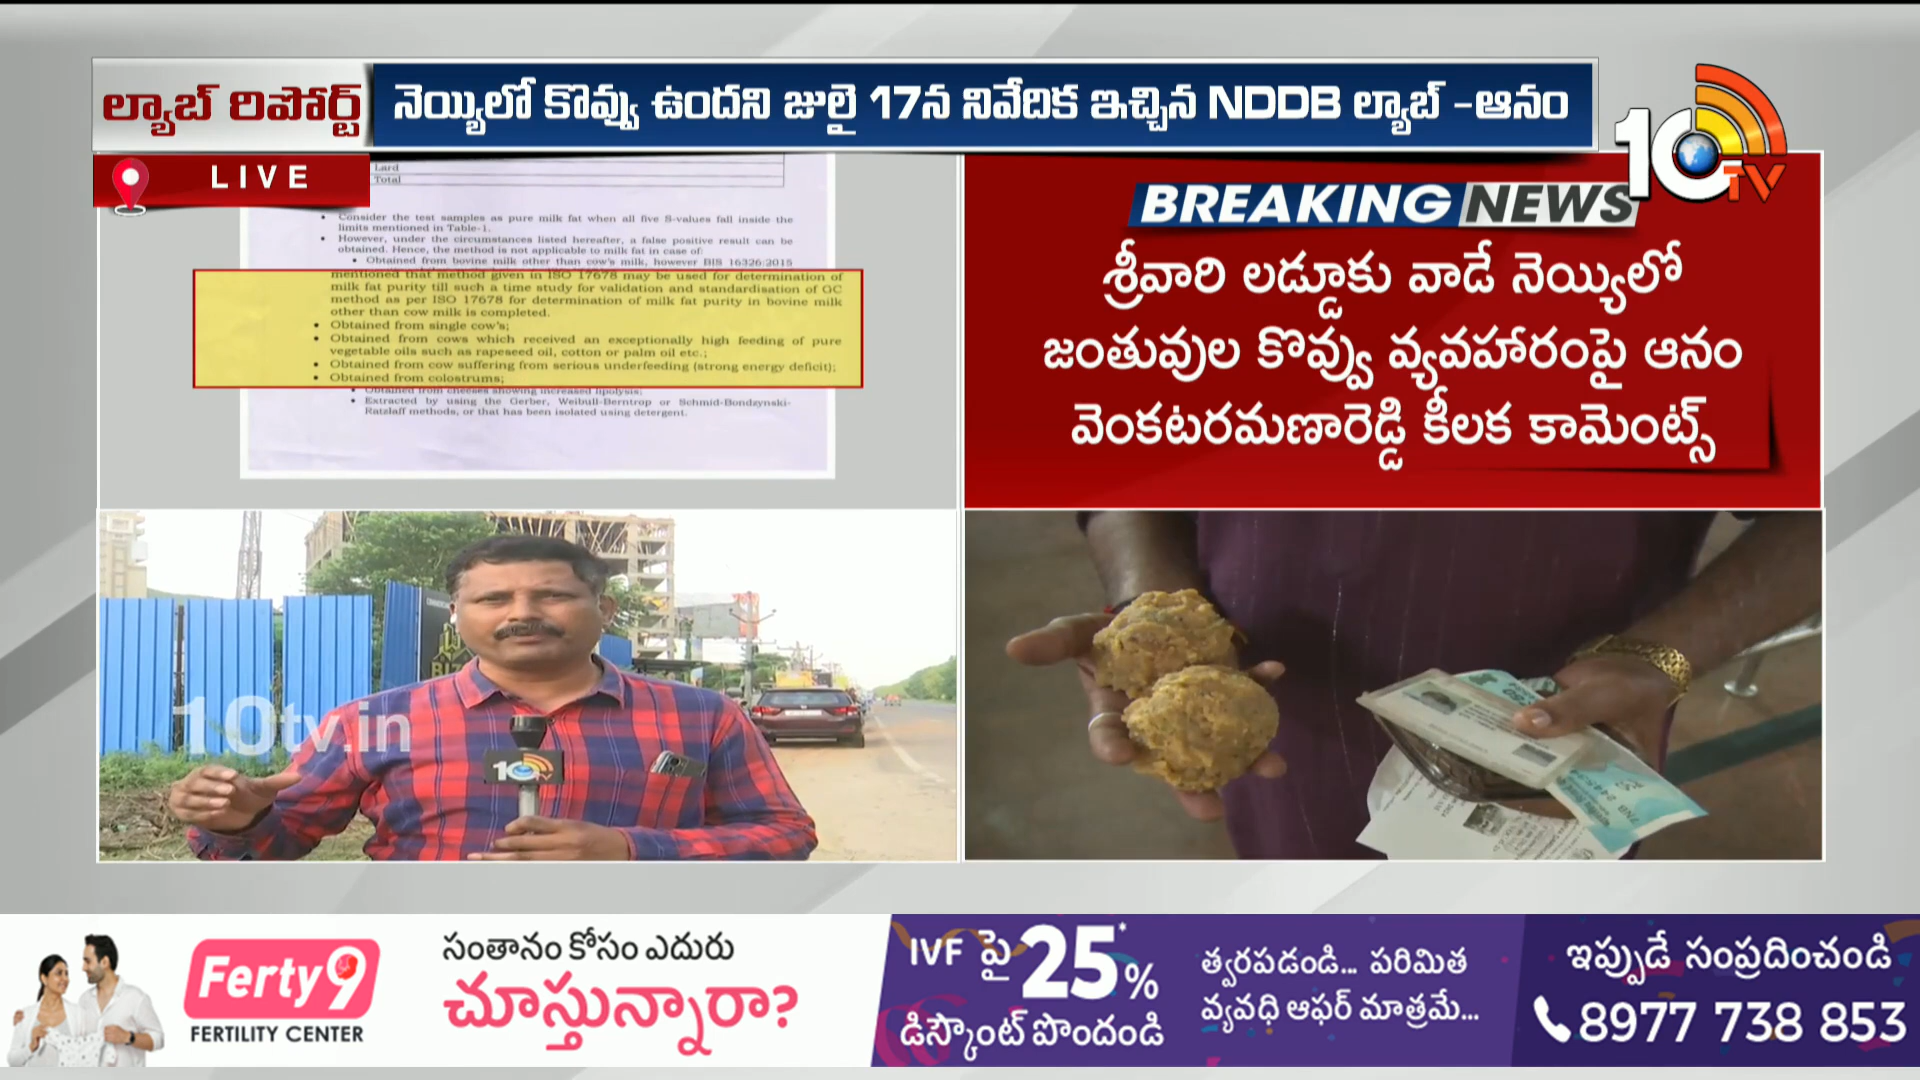 ల్యాబ్ రిపోర్ట్
నెయ్యిలో కొవ్వు ఉందని జులై 17న నివేదిక ఇచ్చిన NDDB ల్యాబ్ -ఆనం
10TV
LIVE
Lard
Total
• Consider the test samples as pure milk fat when all five S-values fall inside the
limits mentioned in Table-1.
• However, under the circumstances listed hereafter, a false positive result can be
obtained. Hence, the method is not applicable to milk fat in case of:
• Obtained from bovine milk other than cow's milk, however BIS 16326:2015
mentioned that method given in ISO 17678 may be used for determination of
milk fat purity till such a time study for validation and standardisation of GC
method as per ISO 17678 for determination of milk fat purity in bovine milk
other than cow milk is completed.
• Obtained from single cow's;
• Obtained from cows which received an exceptionally high feeding of pure
vegetable oils such as rapeseed oil, cotton or palm oil etc.;
• Obtained from cow suffering from serious underfeeding (strong energy deficit);
• Obtained from colostrums;
• Obtained from cheeses showing increased lipolysis;
• Extracted by using the Gerber, Weibull-Berntrop or Schmid-Bondzynski-
Ratzlaff methods, or that has been isolated using detergent.
BREAKING NEWS
శ్రీవారి లడ్డూకు వాడే నెయ్యిలో
జంతువుల కొవ్వు వ్యవహారంపై ఆనం
వెంకటరమణారెడ్డి కీలక కామెంట్స్
10tv.in
10TV
Ferty9
FERTILITY CENTER
సంతానం కోసం ఎదురు
చూస్తున్నారా?
IVF పై 25%*
డిస్కౌంట్ పొందండి
త్వరపడండి... పరిమిత
వ్యవధి ఆఫర్ మాత్రమే...
ఇప్పుడే సంప్రదించండి
8977 738 853